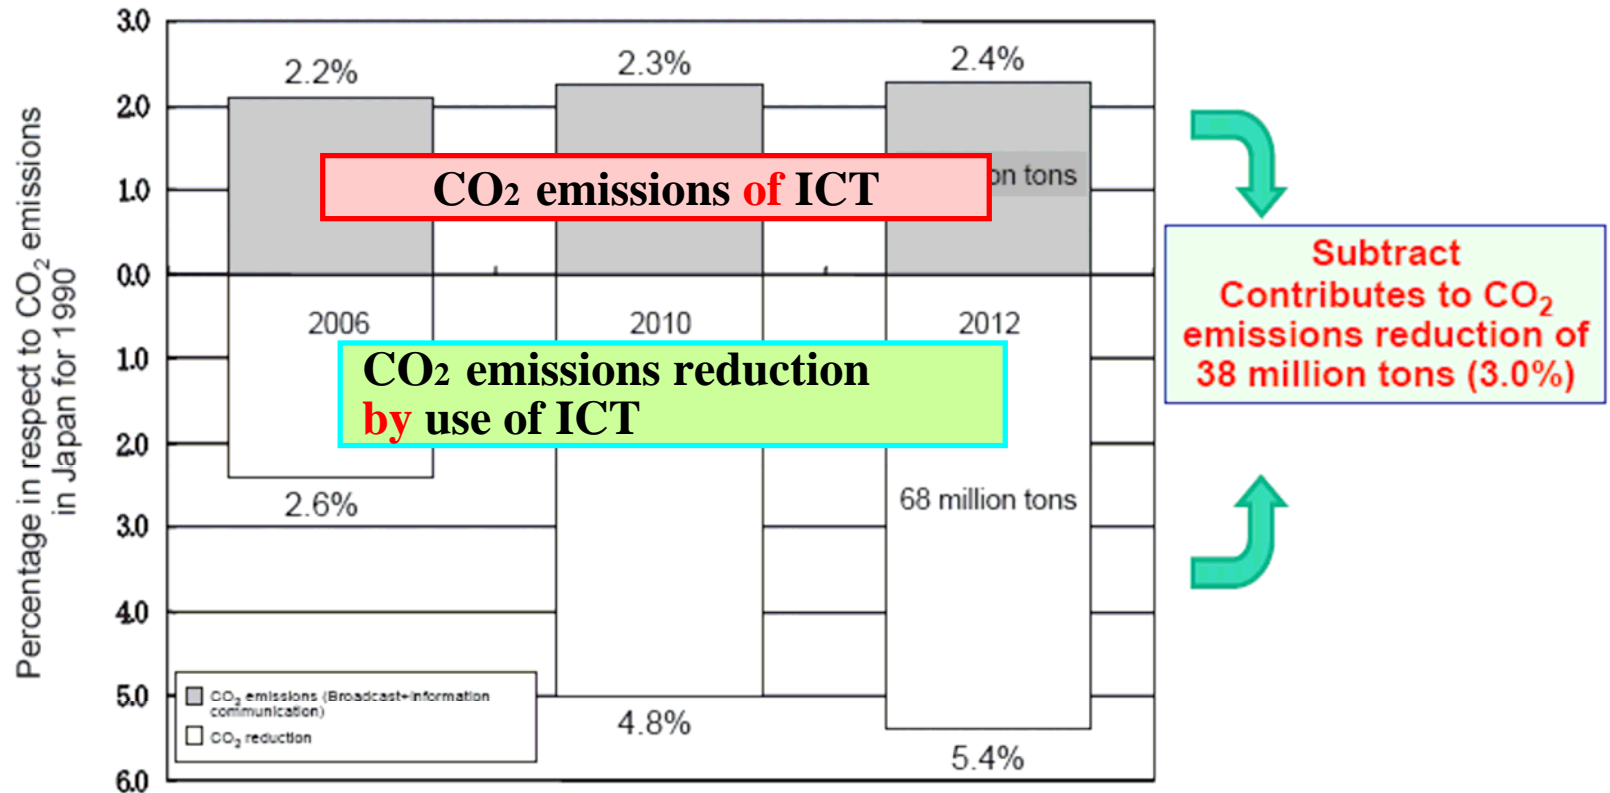 Percentage in respect to CO₂ emissions
in Japan for 1990
3.0
2.0
1.0
0.0
1.0
2.0
3.0
4.0
5.0
6.0
2.2%
2.3%
2.4%
CO₂ emissions of ICT
on tons
2006
2010
2012
CO₂ emissions reduction
by use of ICT
68 million tons
2.6%
4.8%
5.4%
CO₂ emissions (Broadcast+Information
communication)
CO₂ reduction
Subtract
Contributes to CO₂
emissions reduction of
38 million tons (3.0%)